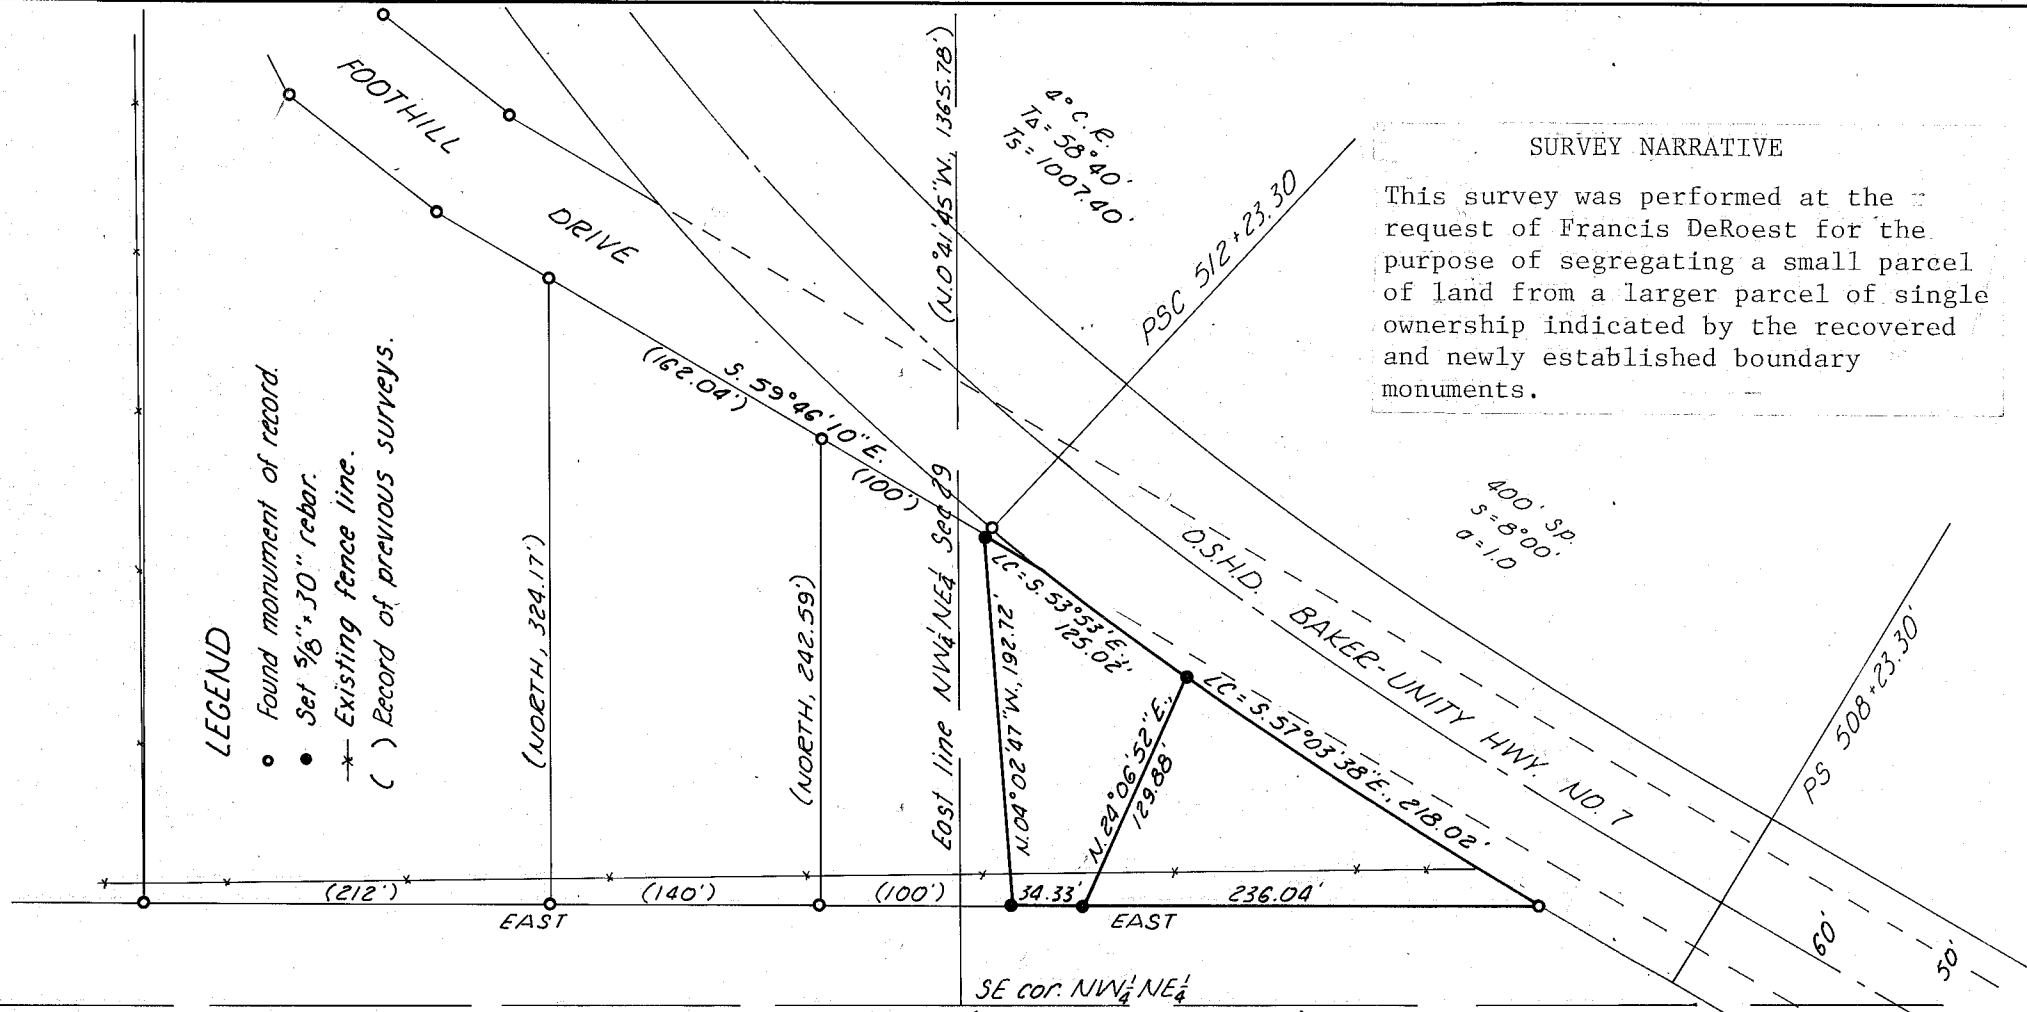 FOOTHILL
DRIVE
(N.0°41'45"W., 1365.78')
4° C.R.
T∆ = 58°40'
Ts = 1007.40'
PSC 512+23.30
SURVEY NARRATIVE
This survey was performed at the
request of Francis DeRoest for the
purpose of segregating a small parcel
of land from a larger parcel of single
ownership indicated by the recovered
and newly established boundary
monuments.
LEGEND
Found monument of record.
Set 5/8" x 30" rebar.
Existing fence line.
( ) Record of previous surveys.
S. 59°46'10"E.
(162.04')
(100')
(NORTH, 324.17')
(NORTH, 242.59')
East line NW¼ NE¼ Sec 29
LC = S. 53°53'E.,
125.02'
N.04°02'47"W., 192.72'
N.24°06'52"E.,
129.88'
LC = S.57°03'38"E., 218.02'
O.S.H.D. BAKER-UNITY HWY. NO. 7
400' Sp.
S = 8°00'
a = 1.0
PS 508+23.30'
(212')
(140')
(100')
34.33'
236.04'
EAST
EAST
60'
50'
SE cor. NW¼ NE¼